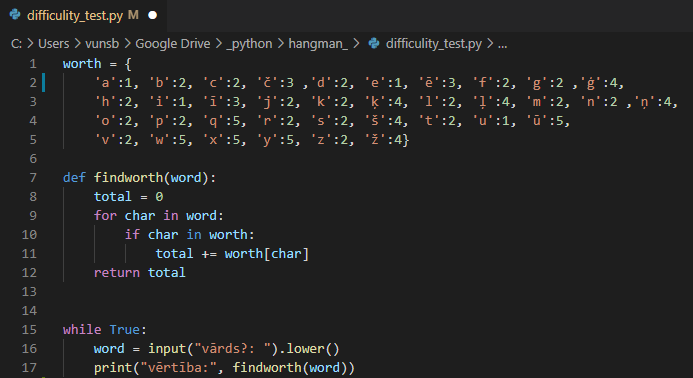 difficulity_test.py M ●
C: > Users > vunsb > Google Drive > _python > hangman_ > difficulity_test.py > ...
1 worth = {
2     'a':1, 'b':2, 'c':2, 'č':3 ,'d':2, 'e':1, 'ē':3, 'f':2, 'g':2 ,'ģ':4,
3     'h':2, 'i':1, 'ī':3, 'j':2, 'k':2, 'ķ':4, 'l':2, 'ļ':4, 'm':2, 'n':2 ,'ņ':4,
4     'o':2, 'p':2, 'q':5, 'r':2, 's':2, 'š':4, 't':2, 'u':1, 'ū':5,
5     'v':2, 'w':5, 'x':5, 'y':5, 'z':2, 'ž':4}
6
7 def findworth(word):
8     total = 0
9     for char in word:
10         if char in worth:
11             total += worth[char]
12     return total
13
14
15 while True:
16     word = input("vārds?: ").lower()
17     print("vērtība:", findworth(word))